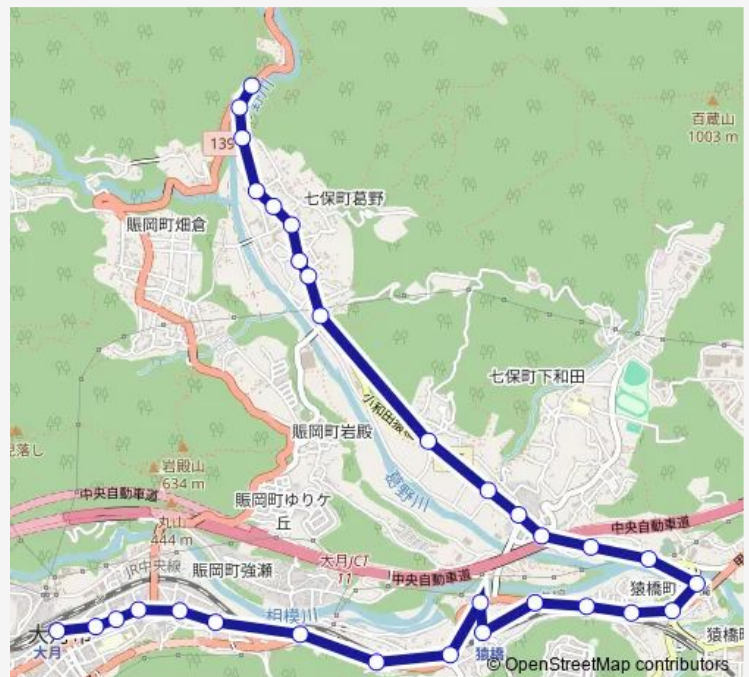 百蔵山
1003 m
139
七保町葛野
賑岡町畑倉
七保町下和田
賑岡町岩殿
岩殿山
634 m
中央自動車道
賑岡町ゆりケ
丘
葛野川
丸山
444 m
中央自動車道
JR中央線
賑岡町強瀬
大月JCT
11
中央自動車道
相模川
猿橋町
大月
猿橋
© OpenStreetMap contributors